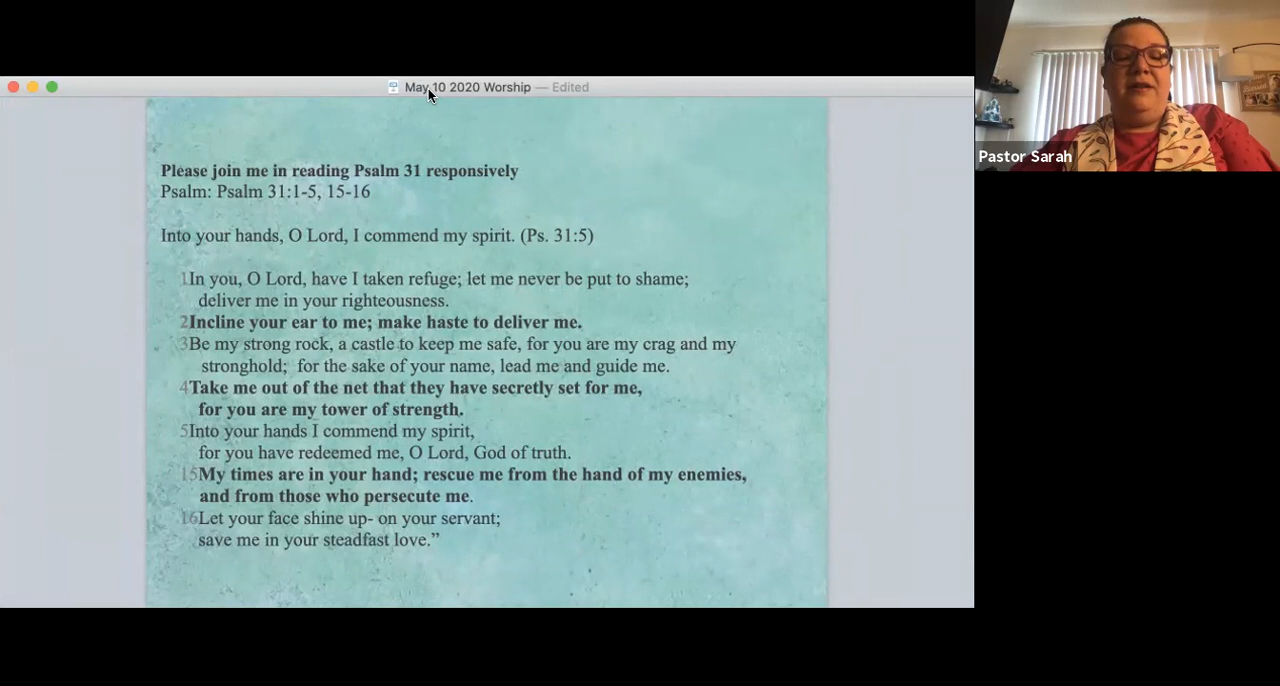 May 10 2020 Worship — Edited
Pastor Sarah
Please join me in reading Psalm 31 responsively
Psalm: Psalm 31:1-5, 15-16
Into your hands, O Lord, I commend my spirit. (Ps. 31:5)
1In you, O Lord, have I taken refuge; let me never be put to shame;
deliver me in your righteousness.
2Incline your ear to me; make haste to deliver me.
3Be my strong rock, a castle to keep me safe, for you are my crag and my
stronghold;  for the sake of your name, lead me and guide me.
4Take me out of the net that they have secretly set for me,
for you are my tower of strength.
5Into your hands I commend my spirit,
for you have redeemed me, O Lord, God of truth.
15My times are in your hand; rescue me from the hand of my enemies,
and from those who persecute me.
16Let your face shine up- on your servant;
save me in your steadfast love.”